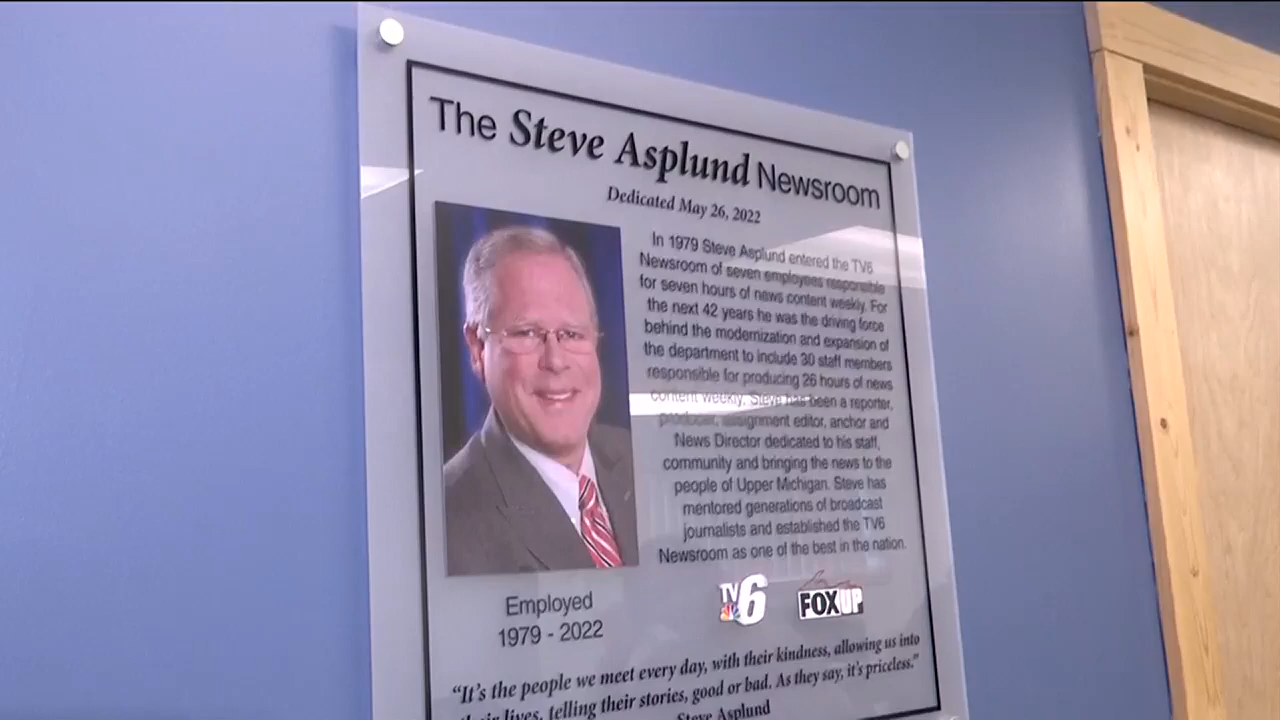 The Steve Asplund Newsroom
Dedicated May 26, 2022
In 1979 Steve Asplund entered the TV6
Newsroom of seven employees responsible
for seven hours of news content weekly. For
the next 42 years he was the driving force
behind the modernization and expansion of
the department to include 30 staff members
responsible for producing 26 hours of news
content weekly. Steve has been a reporter,
producer, assignment editor, anchor and
News Director dedicated to his staff,
community and bringing the news to the
people of Upper Michigan. Steve has
mentored generations of broadcast
journalists and established the TV6
Newsroom as one of the best in the nation.
Employed
1979 - 2022
TV6
FOX UP
“It’s the people we meet every day, with their kindness, allowing us into
their lives, telling their stories, good or bad. As they say, it’s priceless.”
Steve Asplund